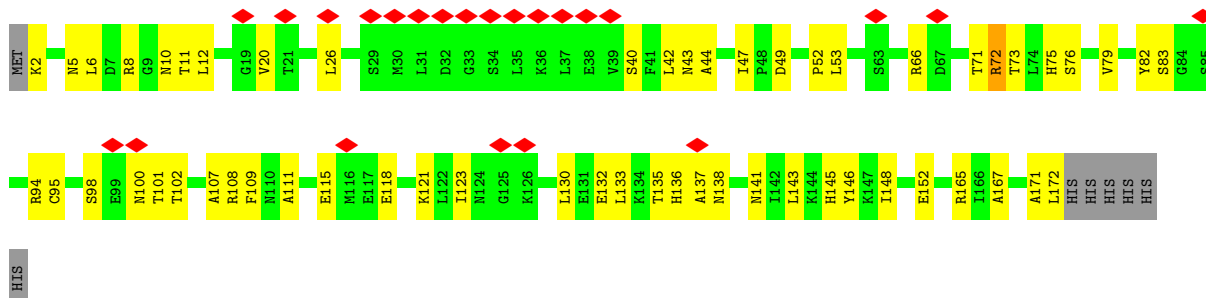 MET K2 N5 L6 D7 R8 G9 N10 T11 L12 G19 V20 T21 L26 S29 M30 L31 D32 G33 S34 L35 K36 L37 E38 V39 S40 F41 L42 N43 A44 I47 P48 D49 P52 L53 S63 R66 D67 T71 R72 T73 L74 H75 S76 V79 Y82 S83 G84 S85
R94 C95 S98 E99 N100 T101 T102 A107 R108 F109 N110 A111 E115 M116 E117 E118 K121 L122 I123 N124 G125 K126 L130 E131 E132 L133 K134 T135 H136 A137 N138 N141 I142 L143 K144 H145 Y146 K147 I148 E152 R165 I166 A167 A171 L172 HIS HIS HIS HIS HIS
HIS